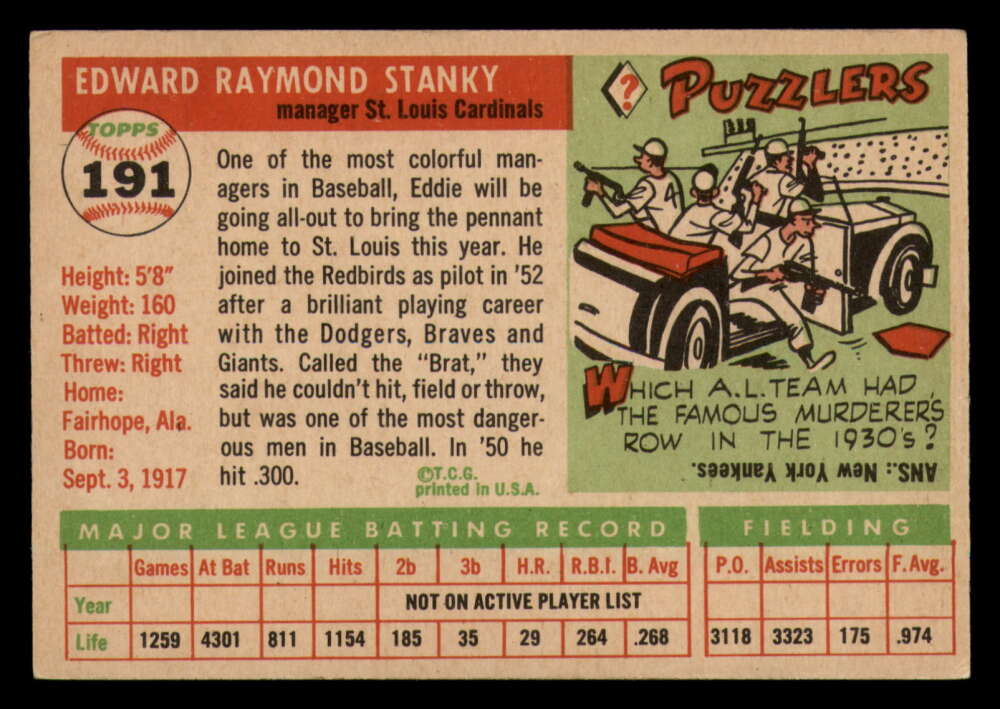 EDWARD RAYMOND STANKY
manager St. Louis Cardinals
TOPPS
191
Height: 5'8"
Weight: 160
Batted: Right
Threw: Right
Home:
Fairhope, Ala.
Born:
Sept. 3, 1917
One of the most colorful man-
agers in Baseball, Eddie will be
going all-out to bring the pennant
home to St. Louis this year. He
joined the Redbirds as pilot in '52
after a brilliant playing career
with the Dodgers, Braves and
Giants. Called the "Brat," they
said he couldn't hit, field or throw,
but was one of the most danger-
ous men in Baseball. In '50 he
hit .300.
©T.C.G.
printed in U.S.A.
?
PUZZLERS
4
WHICH A.L. TEAM HAD
THE FAMOUS MURDERERS
ROW IN THE 1930's?
ANS.: New York Yankees.
MAJOR LEAGUE BATTING RECORD FIELDING
Games At Bat Runs Hits 2b 3b H.R. R.B.I. B. Avg P.O. Assists Errors F. Avg.
Year NOT ON ACTIVE PLAYER LIST
Life 1259 4301 811 1154 185 35 29 264 .268 3118 3323 175 .974